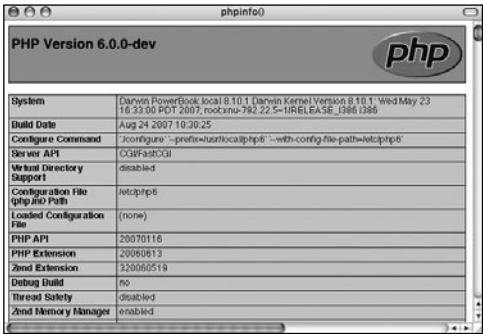 phpinfo()
PHP Version 6.0.0-dev
php
System Darwin PowerBook.local 8.10.1 Darwin Kernel Version 8.10.1: Wed May 23
16:33:00 PDT 2007; root:xnu-792.22.5~1/RELEASE_I386 i386
Build Date Aug 24 2007 10:30:25
Configure Command './configure' '--prefix=/usr/local/php6' '--with-config-file-path=/etc/php6'
Server API CGI/FastCGI
Virtual Directory
Support disabled
Configuration File
(php.ini) Path /etc/php6
Loaded Configuration
File (none)
PHP API 20070116
PHP Extension 20060613
Zend Extension 320060519
Debug Build no
Thread Safety disabled
Zend Memory Manager enabled